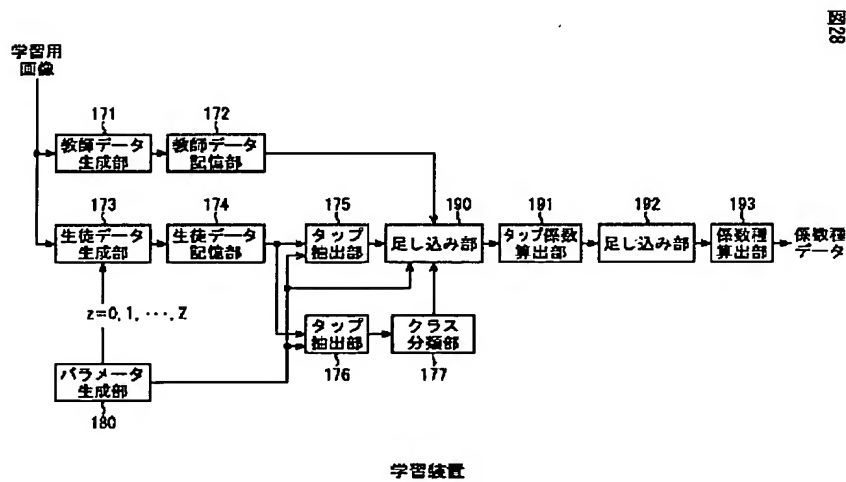 図28
学習用
画像
171
教師データ
生成部
172
教師データ
記憶部
173
生徒データ
生成部
174
生徒データ
記憶部
175
タップ
抽出部
190
足し込み部
191
タップ係数
算出部
192
足し込み部
193
係数種
算出部
係数種
データ
z=0, 1, ･･･, Z
タップ
抽出部
176
クラス
分類部
177
パラメータ
生成部
180
学習装置